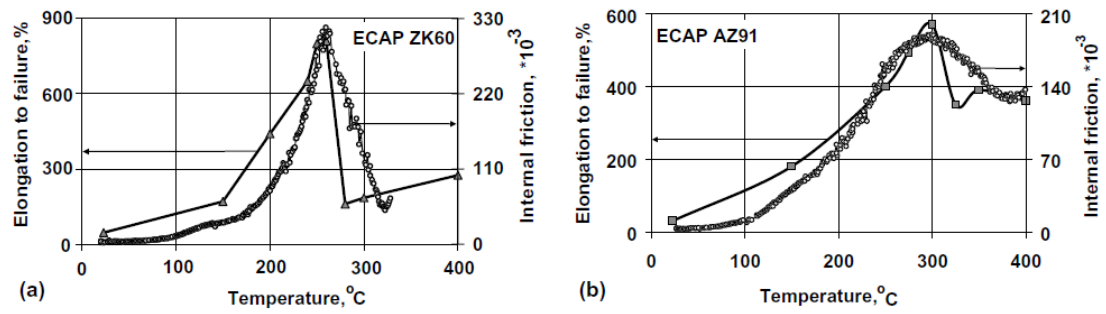 ECAP ZK60
Elongation to failure,%
900
600
300
0
330
220
110
0
Internal friction, *10-3
0
100
200
300
400
Temperature,oC
(a)
ECAP AZ91
Elongation to failure, %
600
400
200
0
210
140
70
0
Internal friction, *10-3
0
100
200
300
400
Temperature,oC
(b)